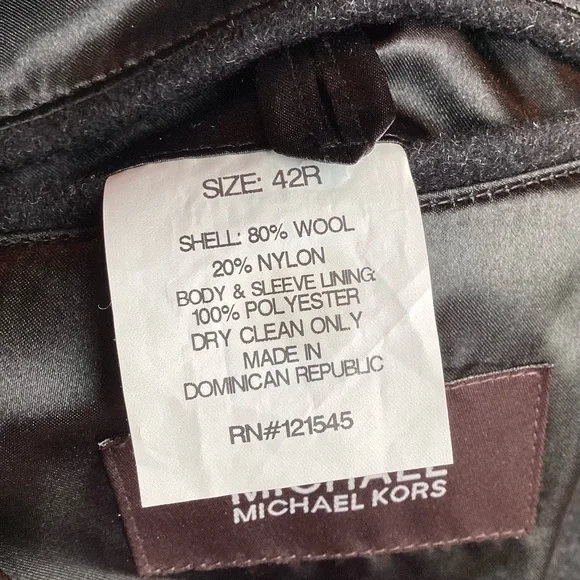 SIZE: 42R
SHELL: 80% WOOL
20% NYLON
BODY & SLEEVE LINING:
100% POLYESTER
DRY CLEAN ONLY
MADE IN
DOMINICAN REPUBLIC
RN#121545
MICHAEL
MICHAEL KORS